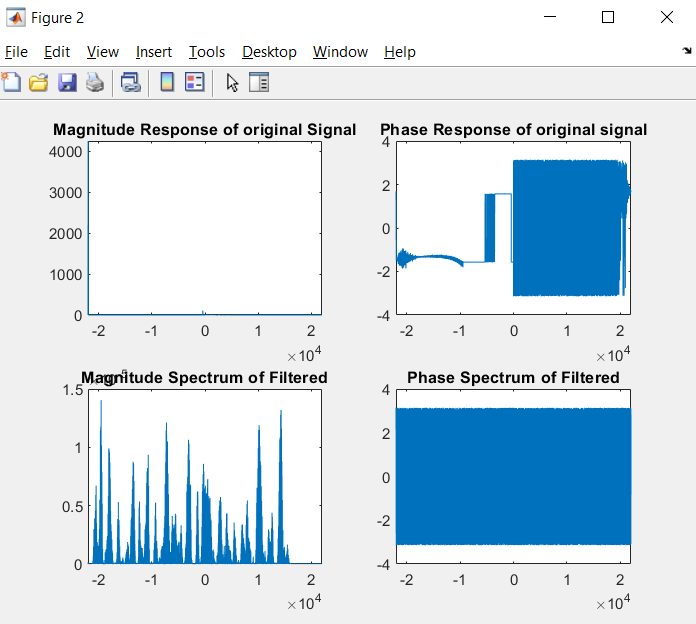 Figure 2
File Edit View Insert Tools Desktop Window Help
Magnitude Response of original Signal
4000
3000
2000
1000
0
-2 -1 0 1 2
×10^4
Phase Response of original signal
4
2
0
-2
-4
-2 -1 0 1 2
×10^4
Magnitude Spectrum of Filtered
1.5
1
0.5
0
-2 -1 0 1 2
×10^4
Phase Spectrum of Filtered
4
2
0
-2
-4
-2 -1 0 1 2
×10^4